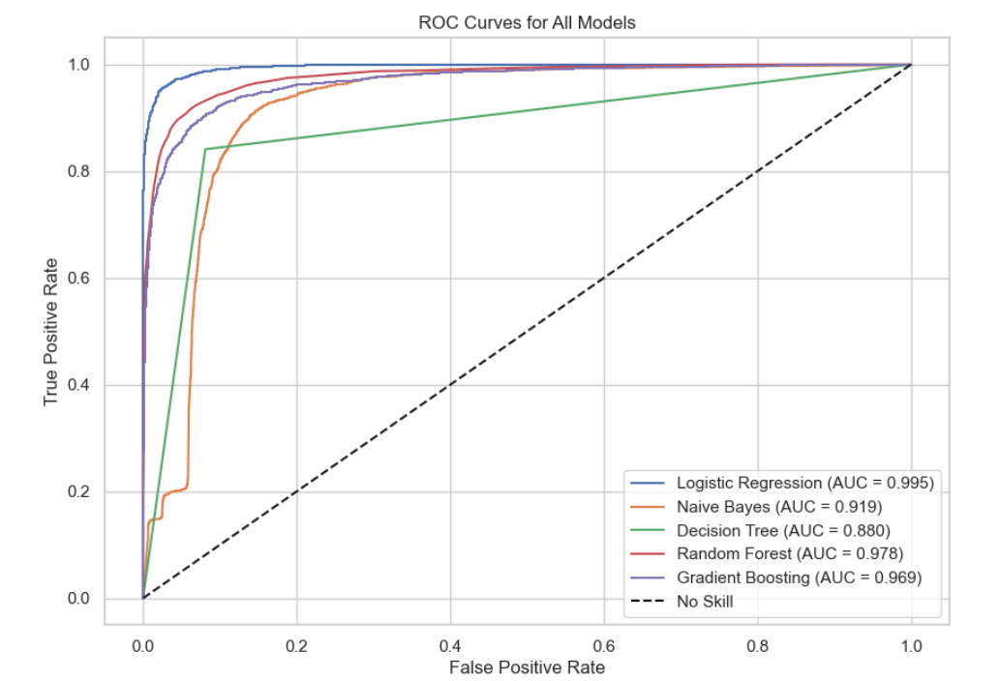 ROC Curves for All Models
True Positive Rate
1.0
0.8
0.6
0.4
0.2
0.0
0.0 0.2 0.4 0.6 0.8 1.0
False Positive Rate
Logistic Regression (AUC = 0.995)
Naive Bayes (AUC = 0.919)
Decision Tree (AUC = 0.880)
Random Forest (AUC = 0.978)
Gradient Boosting (AUC = 0.969)
No Skill